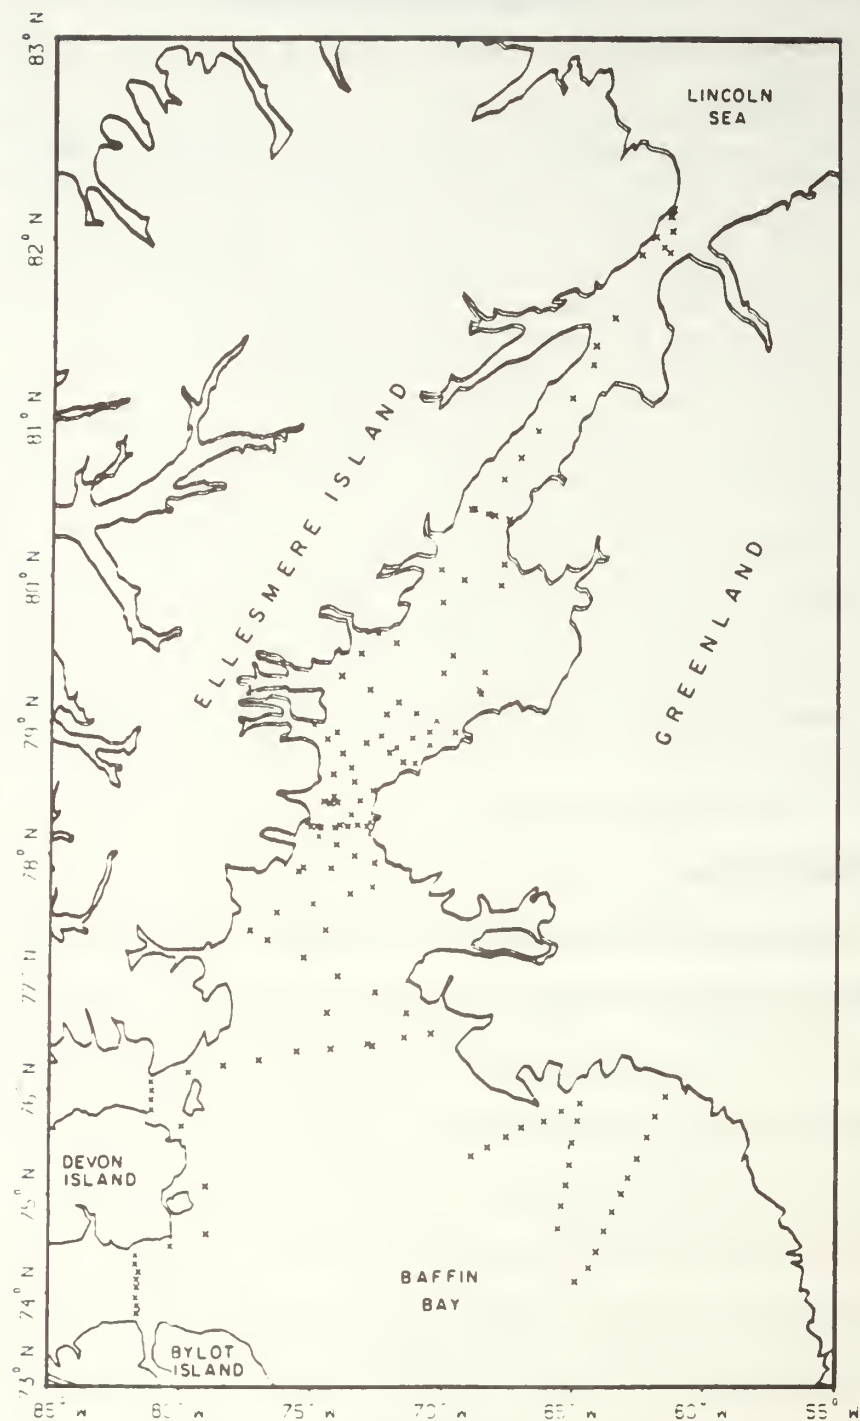 83° N
LINCOLN
SEA
82° N
81° N
ELLESMERE ISLAND
80° N
GREENLAND
79° N
78° N
77° N
76° N
DEVON
ISLAND
75° N
BAFFIN
BAY
74° N
BYLOT
ISLAND
73° N
85° W 80° W 75° W 70° W 65° W 60° W 55° W